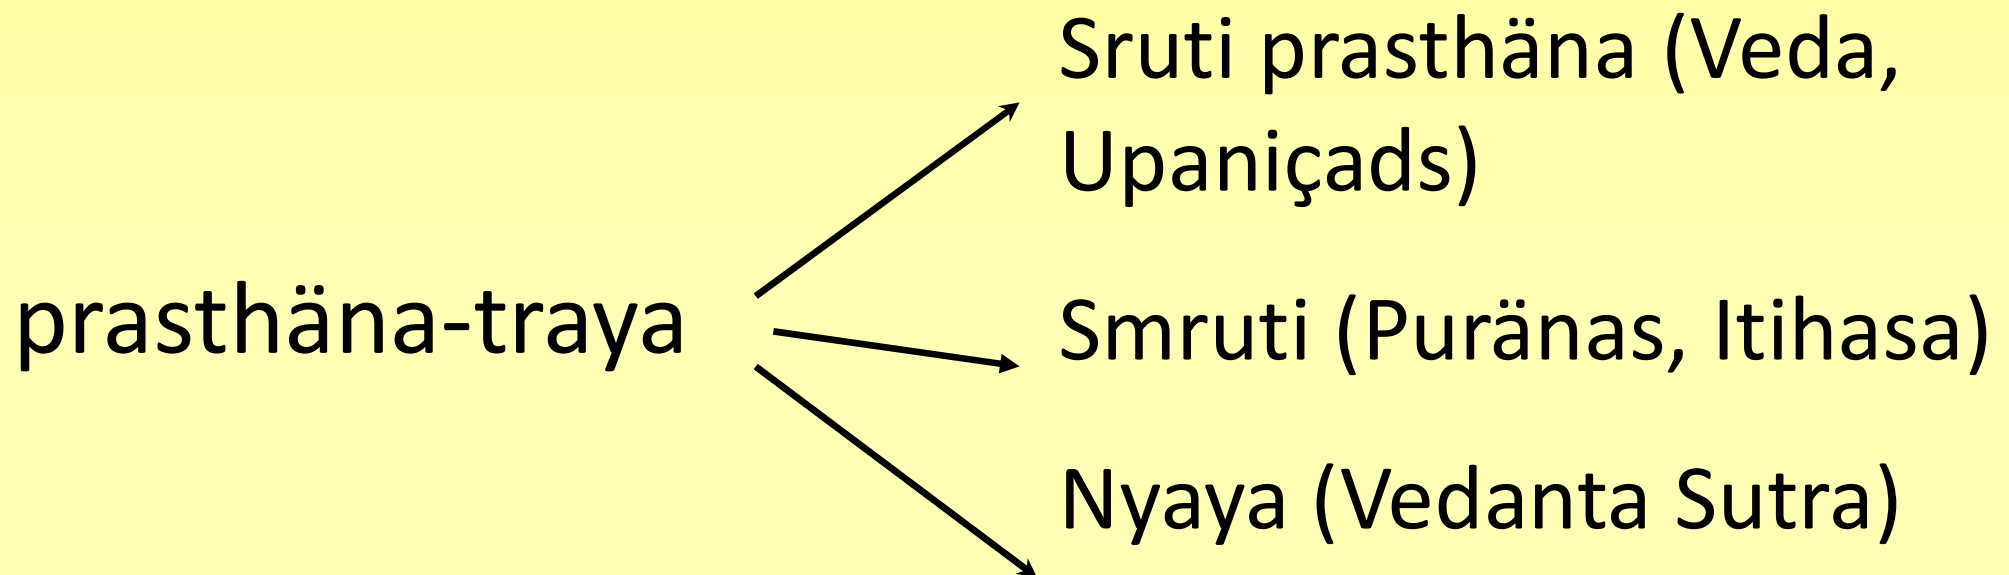 Sruti prasthäna (Veda,
Upaniçads)
prasthäna-traya
Smruti (Puränas, Itihasa)
Nyaya (Vedanta Sutra)